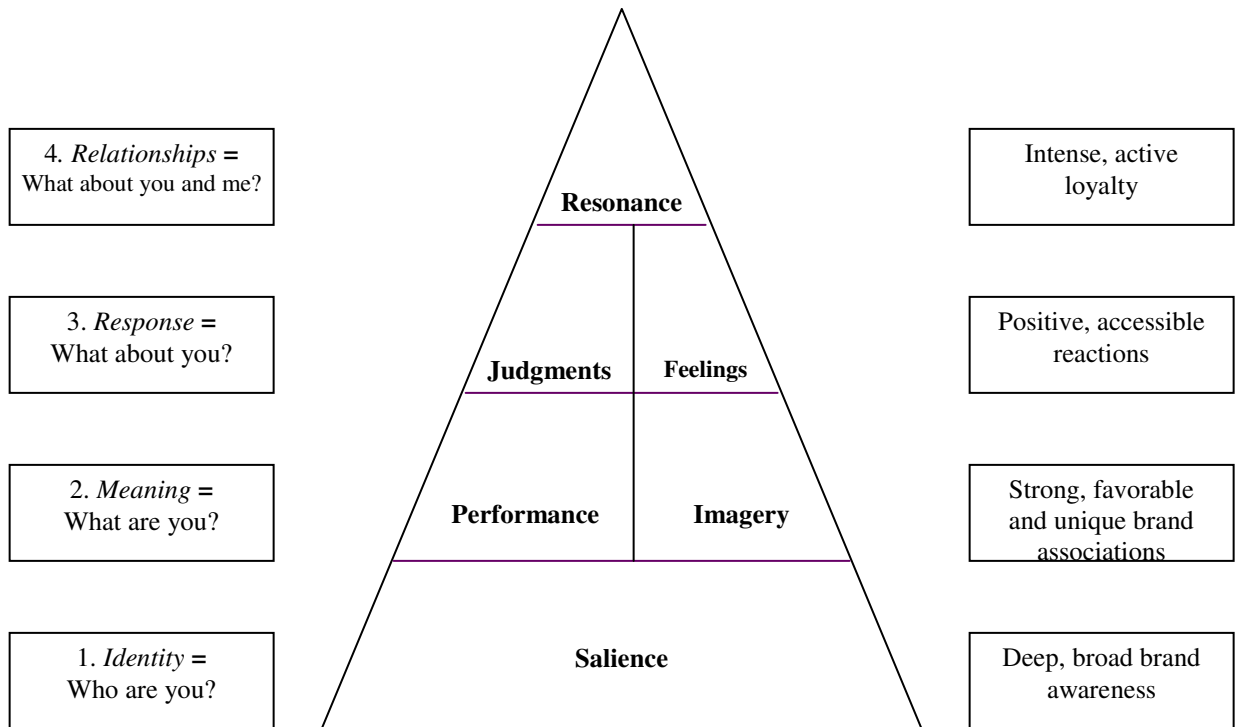 4. Relationships =
What about you and me?
Resonance
Intense, active
loyalty
3. Response =
What about you?
Judgments
Feelings
Positive, accessible
reactions
2. Meaning =
What are you?
Performance
Imagery
Strong, favorable
and unique brand
associations
1. Identity =
Who are you?
Salience
Deep, broad brand
awareness